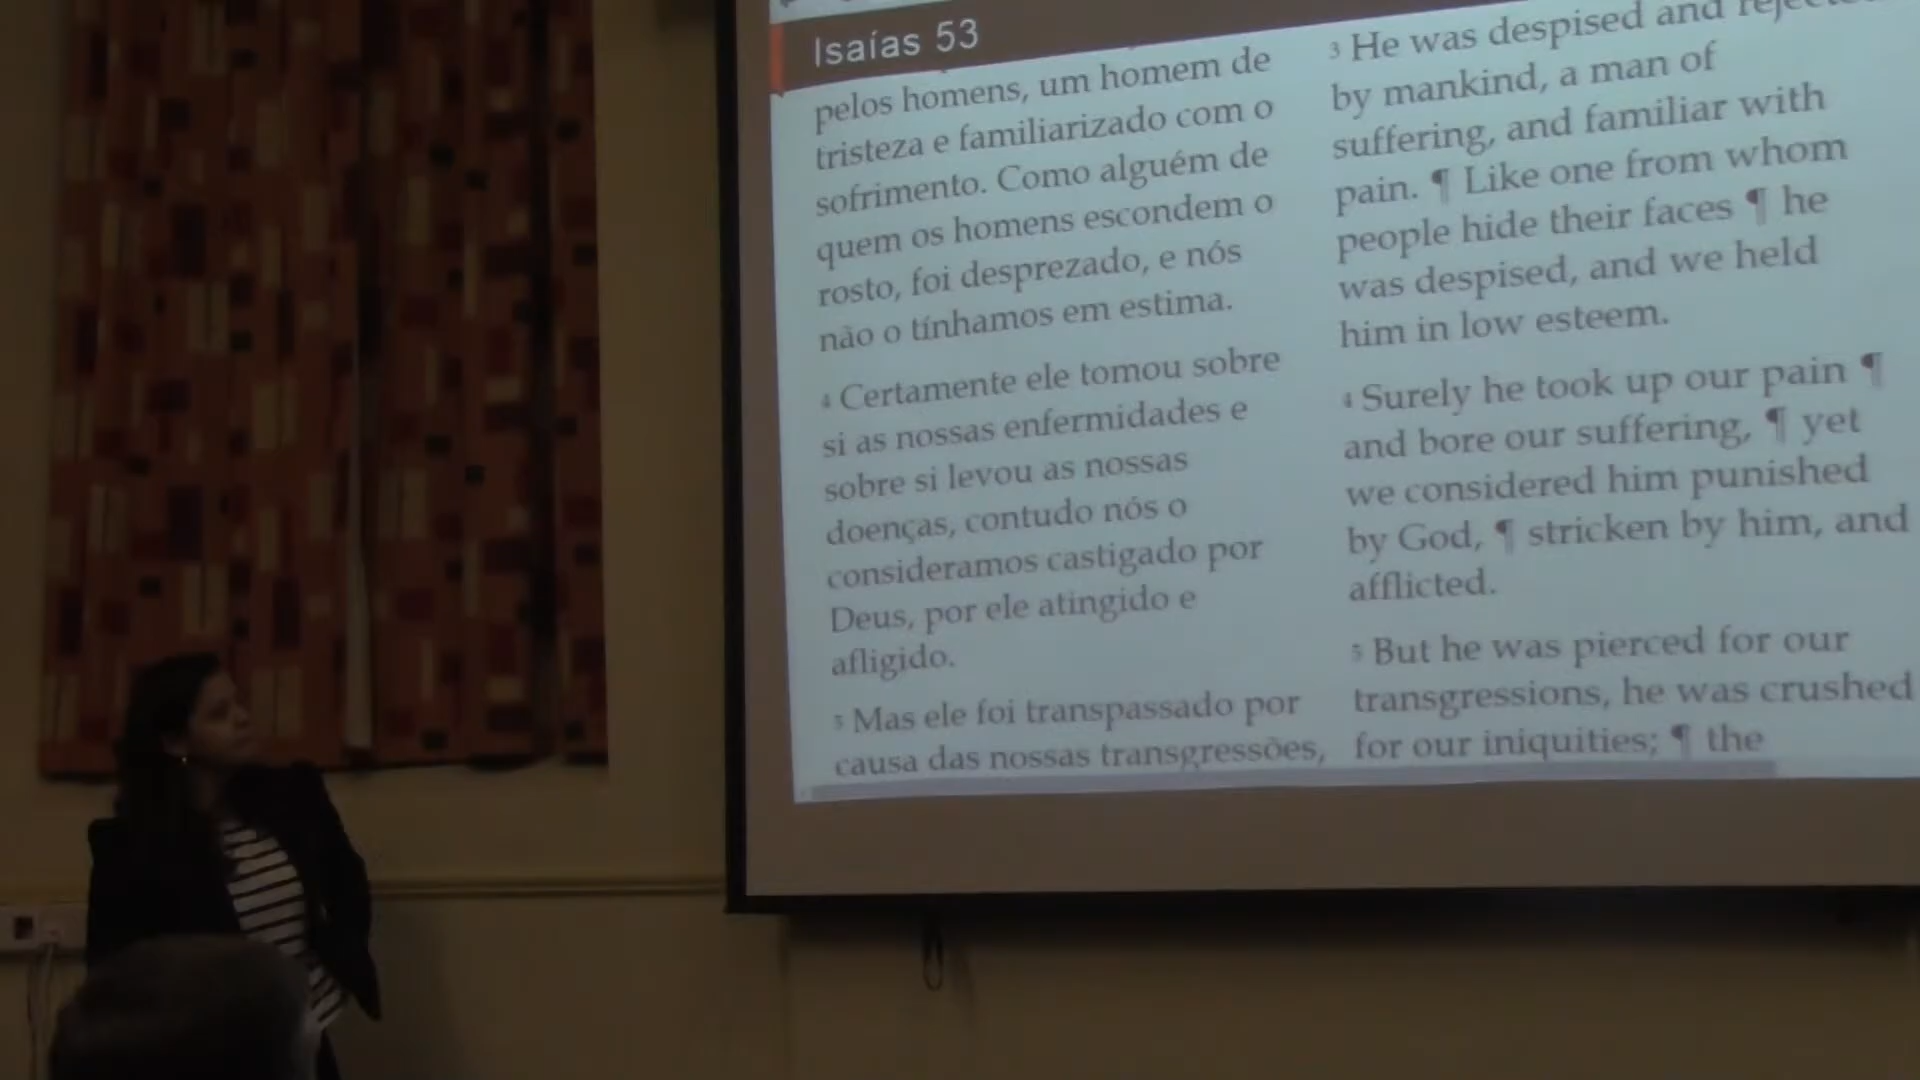 Isaías 53
pelos homens, um homem de
tristeza e familiarizado com o
sofrimento. Como alguém de
quem os homens escondem o
rosto, foi desprezado, e nós
não o tínhamos em estima.
4 Certamente ele tomou sobre
si as nossas enfermidades e
sobre si levou as nossas
doenças, contudo nós o
consideramos castigado por
Deus, por ele atingido e
afligido.
5 Mas ele foi transpassado por
causa das nossas transgressões,
3 He was despised and rejected
by mankind, a man of
suffering, and familiar with
pain. ¶ Like one from whom
people hide their faces ¶ he
was despised, and we held
him in low esteem.
4 Surely he took up our pain ¶
and bore our suffering, ¶ yet
we considered him punished
by God, ¶ stricken by him, and
afflicted.
5 But he was pierced for our
transgressions, he was crushed
for our iniquities; ¶ the